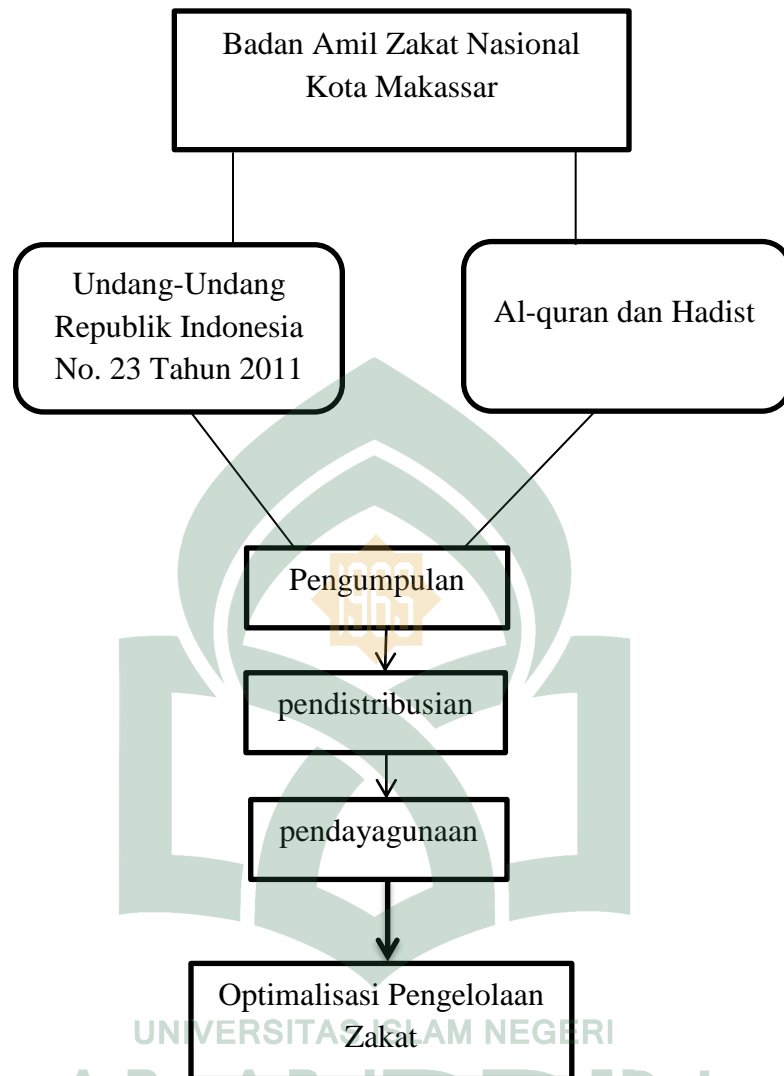 Badan Amil Zakat Nasional
Kota Makassar
Undang-Undang
Republik Indonesia
No. 23 Tahun 2011
Al-quran dan Hadist
Pengumpulan
1965
pendistribusian
pendayagunaan
Optimalisasi Pengelolaan
Zakat
UNIVERSITAS ISLAM NEGERI